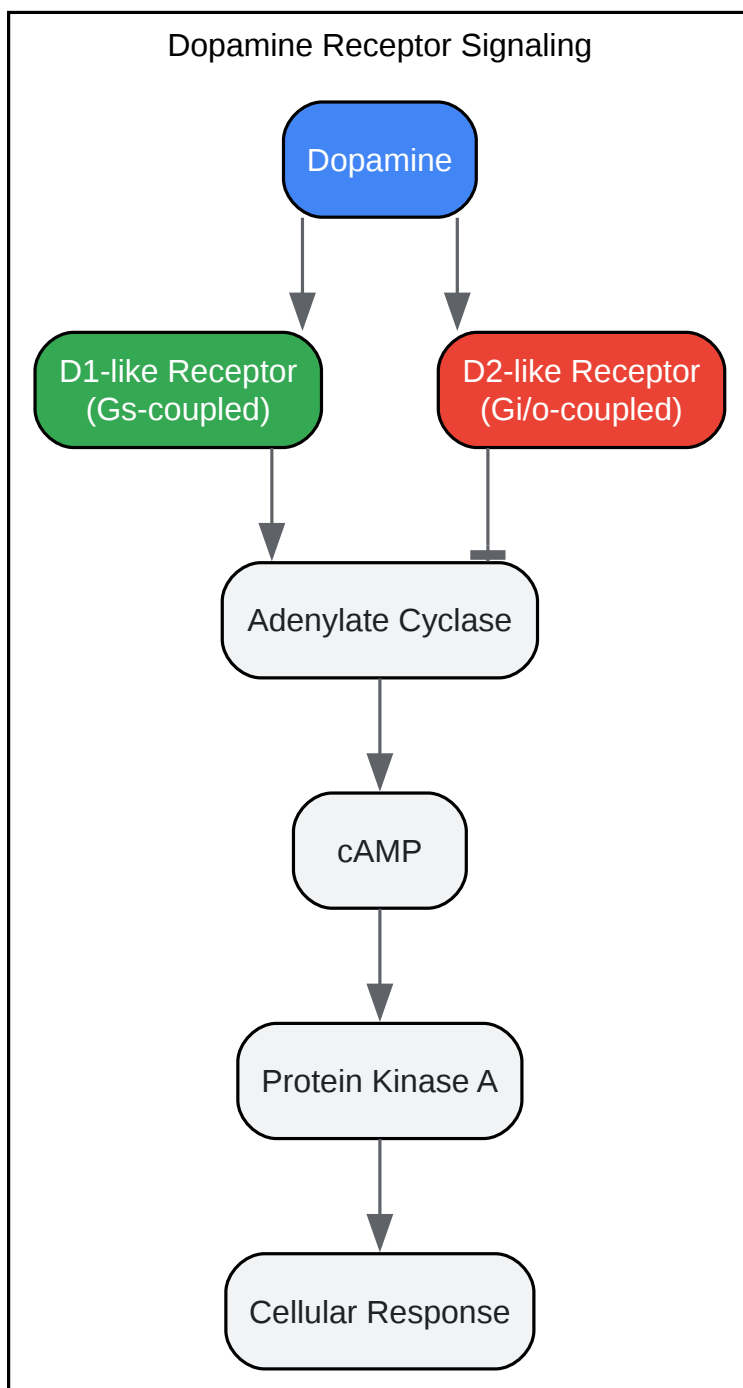 Dopamine Receptor Signaling
Dopamine
D1-like Receptor
(Gs-coupled)
D2-like Receptor
(Gi/o-coupled)
Adenylate Cyclase
cAMP
Protein Kinase A
Cellular Response